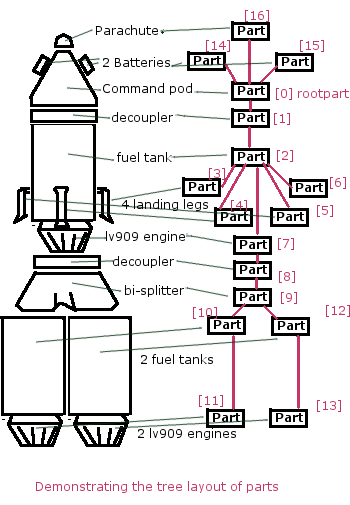 [16]
Parachute Part
[14] [15]
2 Batteries Part Part
Command pod Part [0] rootpart
decoupler Part [1]
fuel tank Part [2]
[3] Part Part [6]
4 landing legs [4] Part Part [5]
lv909 engine Part [7]
decoupler Part [8]
bi-splitter Part [9]
[10] [12]
Part Part
2 fuel tanks
[11] [13]
Part Part
2 lv909 engines
Demonstrating the tree layout of parts